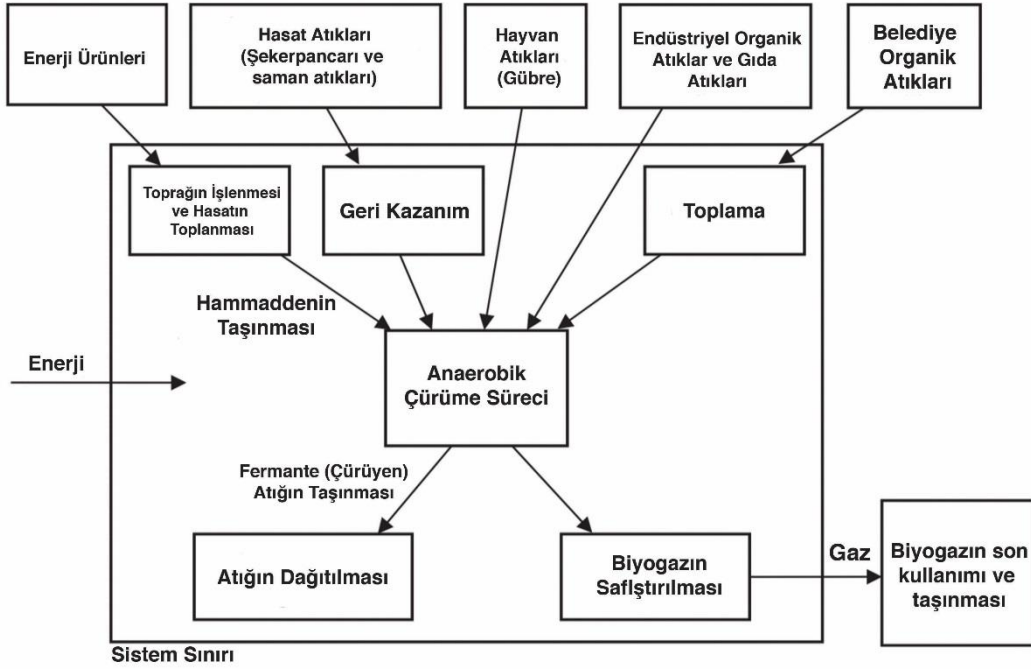 Enerji Ürünleri
Hasat Atıkları
(Şekerpancarı ve
saman atıkları)
Hayvan
Atıkları
(Gübre)
Endüstriyel Organik
Atıklar ve Gıda
Atıkları
Belediye
Organik
Atıkları
Toprağın İşlenmesi
ve Hasatın
Toplanması
Geri Kazanım
Toplama
Hammaddenin
Taşınması
Enerji
Anaerobik
Çürüme Süreci
Fermante (Çürüyen)
Atığın Taşınması
Atığın Dağıtılması
Biyogazın
Safİştırılması
Gaz
Biyogazın son
kullanımı ve
taşınması
Sistem Sınırı